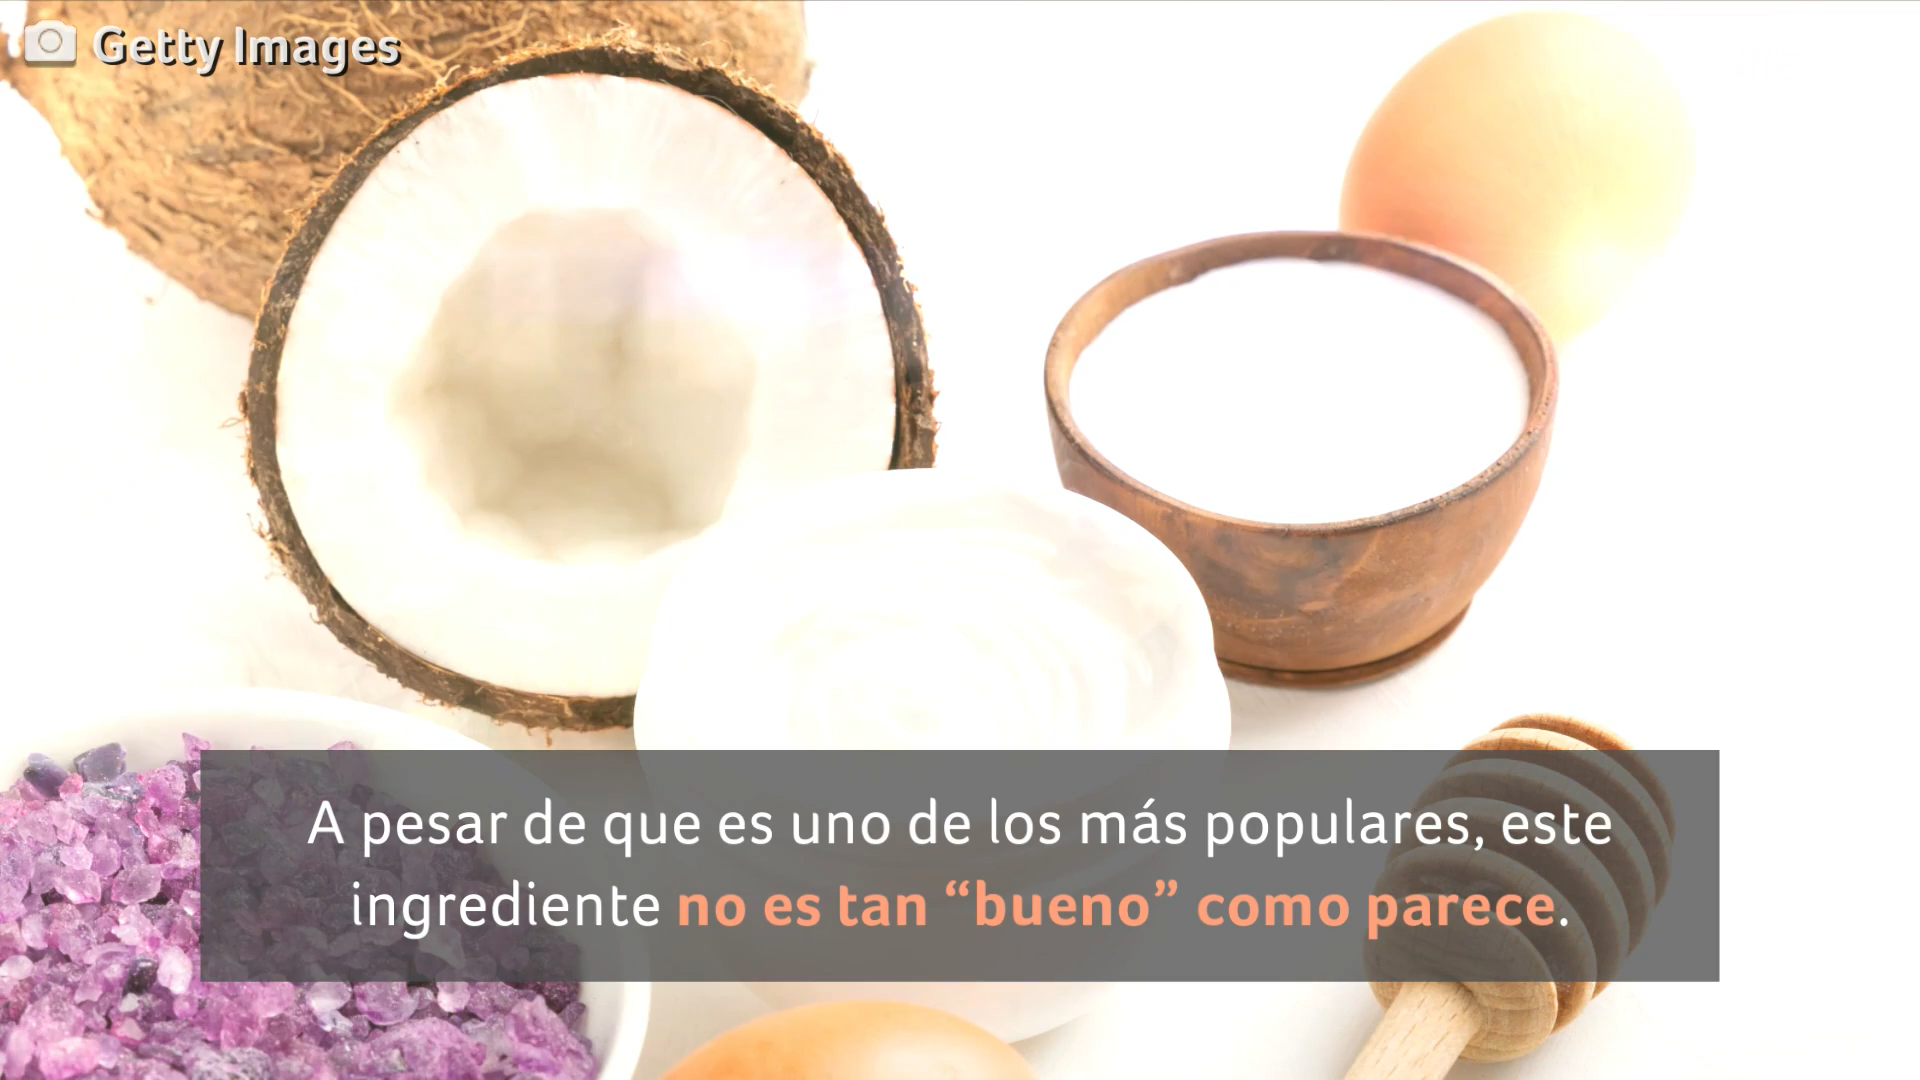 Getty Images
A pesar de que es uno de los más populares, este
ingrediente no es tan “bueno” como parece.